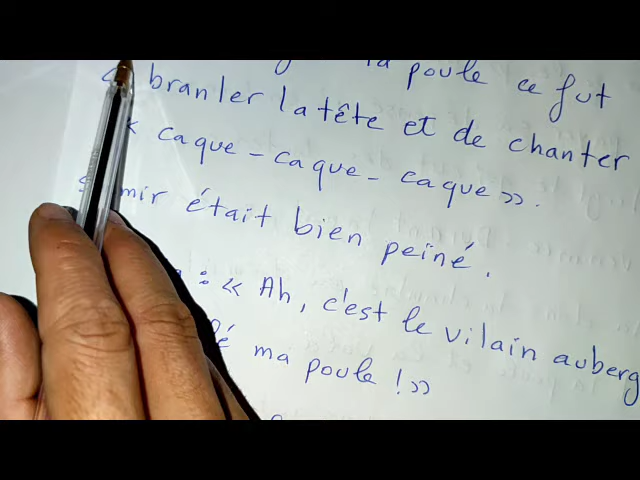 la poule ce fut
branler la tête et de chanter
« caque - caque - caque ».
était bien peiné.
: « Ah, c'est le vilain auberg
ma poule ! »